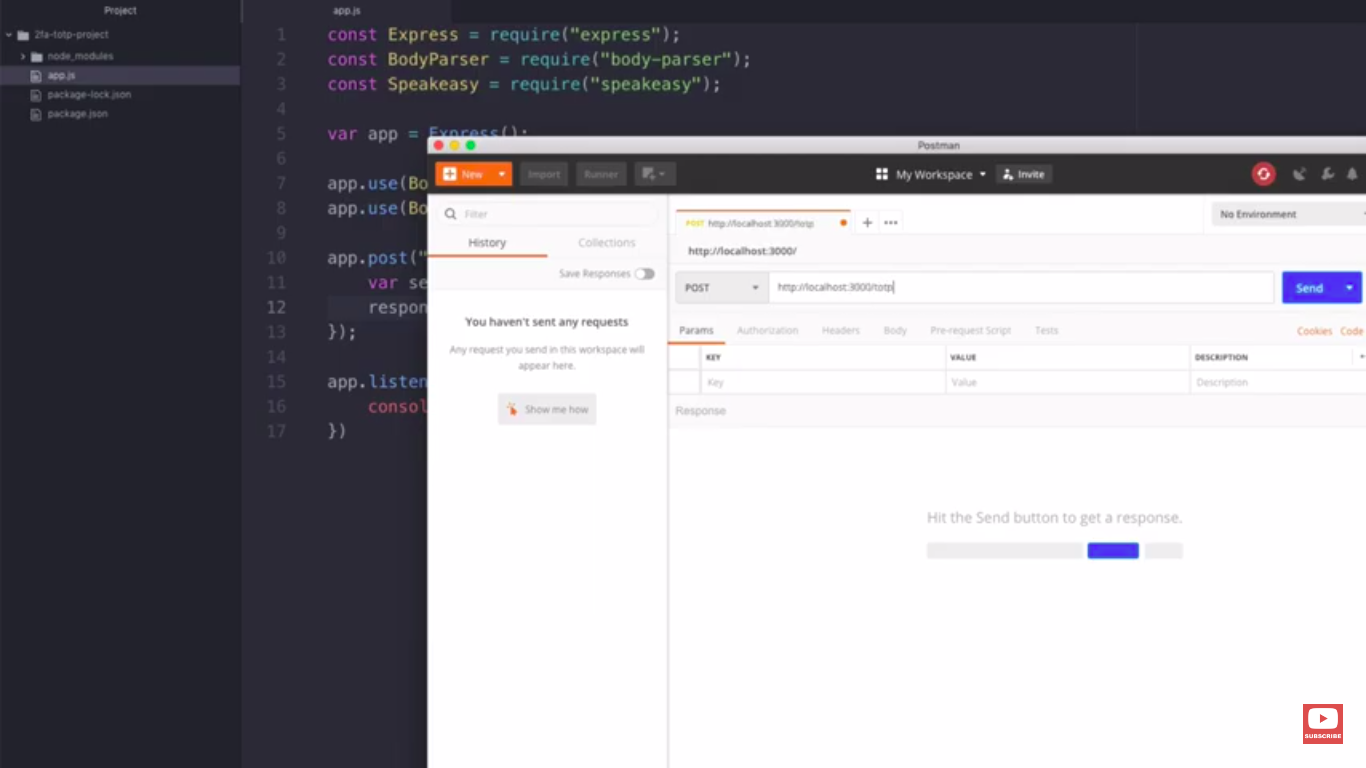 Project
2fa-totp-project
node_modules
app.js
package-lock.json
package.json
app.js
1 const Express = require("express");
2 const BodyParser = require("body-parser");
3 const Speakeasy = require("speakeasy");
4
5 var app = Express();
6
7 app.use(Bo
8 app.use(Bo
9
10 app.post("
11 var se
12 respon
13 });
14
15 app.listen
16 consol
17 })
Postman
New Import Runner My Workspace Invite
Filter
History Collections
Save Responses
You haven't sent any requests
Any request you send in this workspace will
appear here.
Show me how
POST http://localhost:3000/totp
No Environment
http://localhost:3000/
POST http://localhost:3000/totp Send
Params Authorization Headers Body Pre-request Script Tests Cookies Code
KEY VALUE DESCRIPTION
Key Value Description
Response
Hit the Send button to get a response.
SUBSCRIBE